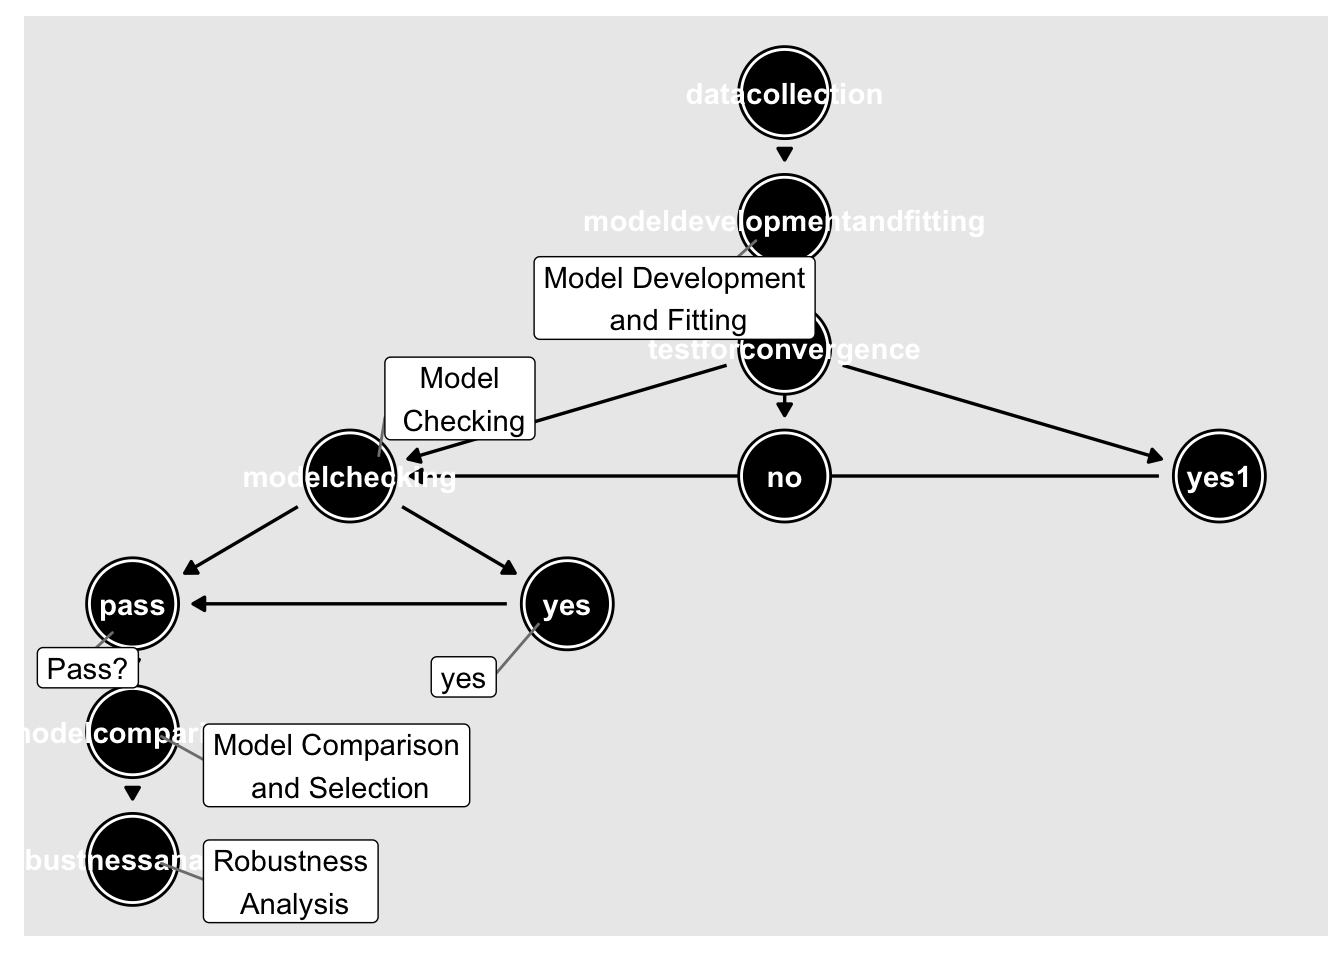 datacollection
modeldevelopmentandfitting
Model Development
and Fitting
testforconvergence
Model
Checking
modelchecking
no
yes1
pass
yes
Pass?
yes
modelcompari
Model Comparison
and Selection
bustnessana
Robustness
Analysis